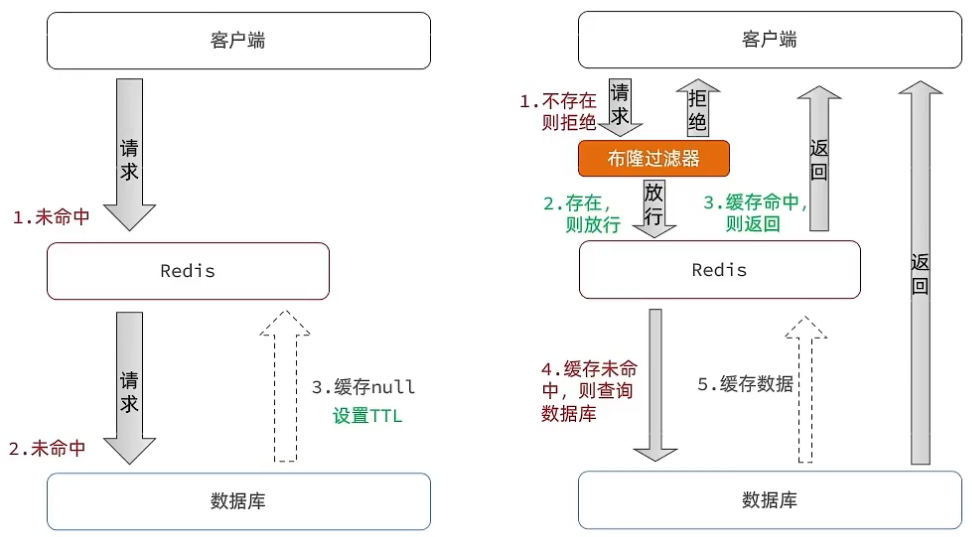 客户端
请求
1.未命中
Redis
请求
2.未命中
3.缓存null
设置TTL
数据库
客户端
1.不存在
则拒绝
请求
拒绝
布隆过滤器
2.存在,
则放行
放行
3.缓存命中,
则返回
返回
Redis
4.缓存未命
中，则查询
数据库
5.缓存数据
返回
数据库